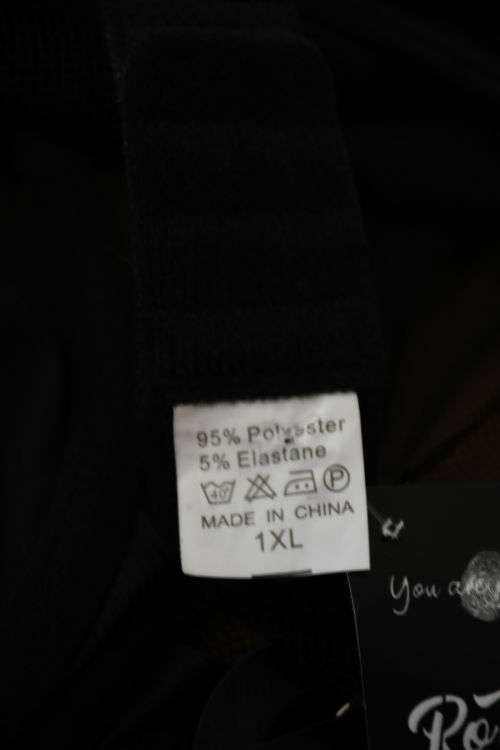 95% Polyester
5% Elastane
40° P
MADE IN CHINA
1XL
You are